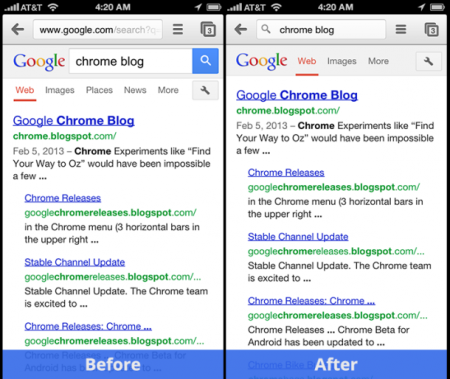 AT&T 4:20 AM
www.google.com/search?q= 3
Google chrome blog
Web Images Places News More
Google Chrome Blog
chrome.blogspot.com/
Feb 5, 2013 – Chrome Experiments like “Find
Your Way to Oz” would have been impossible
a few ...
Chrome Releases
googlechromereleases.blogspot.com/
in the Chrome menu (3 horizontal bars in
the upper right ...
Stable Channel Update
googlechromereleases.blogspot.com/...
Stable Channel Update. The Chrome team
is excited to ...
Chrome Releases: Chrome ...
googlechromereleases.blogspot.com/...
Chrome Releases ... Chrome Beta for
Android has been updated to ...
Before
AT&T 4:20 AM
chrome blog 3
Google Web Images More
Google Chrome Blog
chrome.blogspot.com/
Feb 5, 2013 – Chrome Experiments like “Find
Your Way to Oz” would have been impossible
a few ...
Chrome Releases
googlechromereleases.blogspot.com/
in the Chrome menu (3 horizontal bars in
the upper right ...
Stable Channel Update
googlechromereleases.blogspot.com/...
Stable Channel Update. The Chrome team
is excited to ...
Chrome Releases: Chrome ...
googlechromereleases.blogspot.com/...
Chrome Releases ... Chrome Beta for
Android has been updated to ...
After